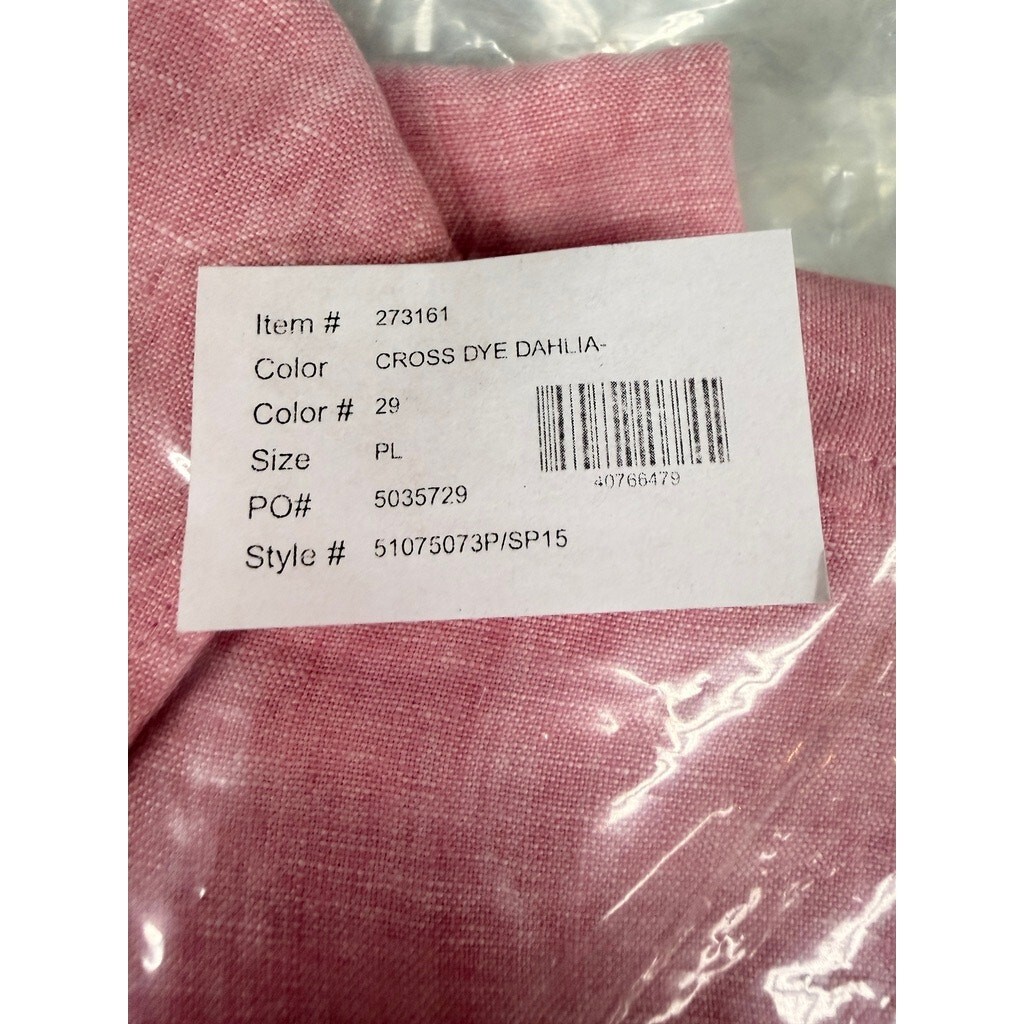 Item # 273161
Color CROSS DYE DAHLIA-
Color # 29
Size PL
40766479
PO# 5035729
Style # 51075073P/SP15